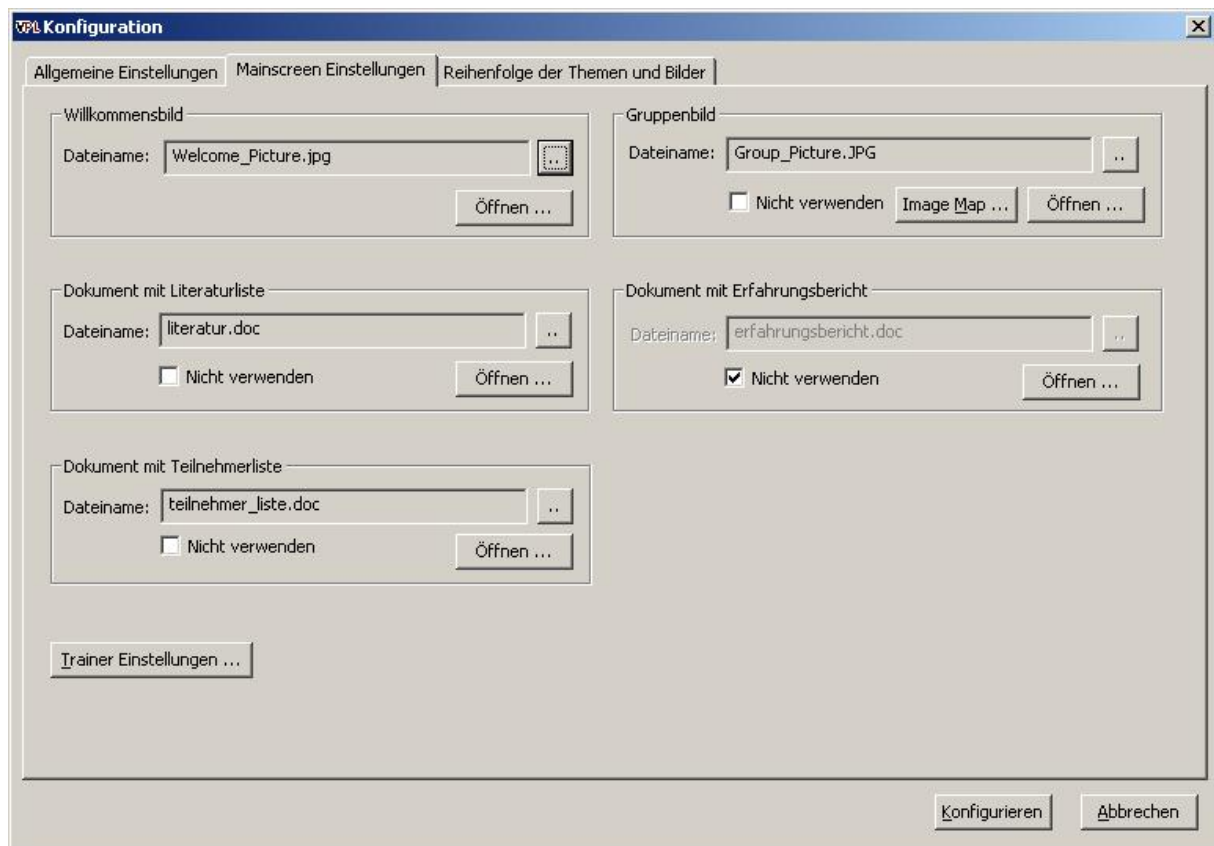 VPL Konfiguration
Allgemeine Einstellungen
Mainscreen Einstellungen
Reihenfolge der Themen und Bilder
Willkommensbild
Dateiname: Welcome_Picture.jpg ..
Öffnen ...
Gruppenbild
Dateiname: Group_Picture.JPG ..
Nicht verwenden Image Map ... Öffnen ...
Dokument mit Literaturliste
Dateiname: literatur.doc ..
Nicht verwenden Öffnen ...
Dokument mit Erfahrungsbericht
Dateiname: erfahrungsbericht.doc ..
Nicht verwenden Öffnen ...
Dokument mit Teilnehmerliste
Dateiname: teilnehmer_liste.doc ..
Nicht verwenden Öffnen ...
Trainer Einstellungen ...
Konfigurieren Abbrechen